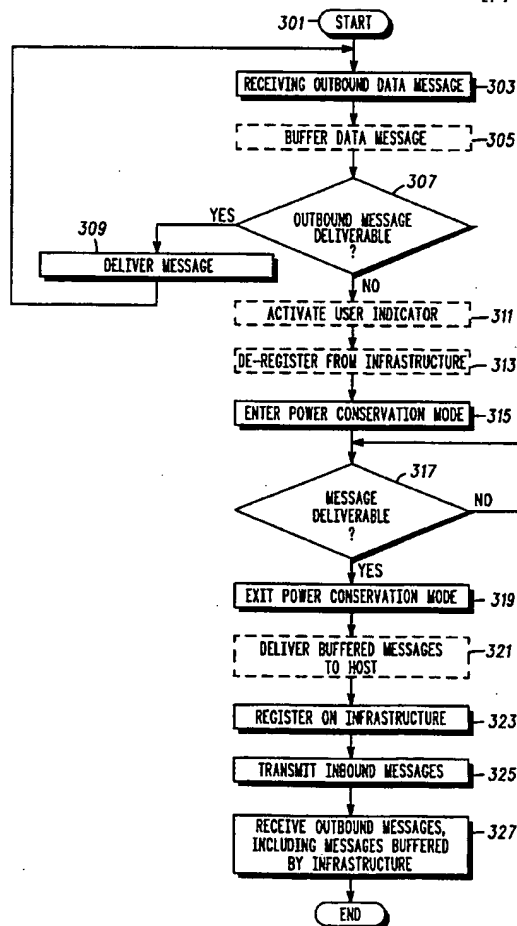 301
START
RECEIVING OUTBOUND DATA MESSAGE
303
BUFFER DATA MESSAGE
305
307
OUTBOUND MESSAGE
DELIVERABLE
?
YES
309
DELIVER MESSAGE
NO
ACTIVATE USER INDICATOR
311
DE-REGISTER FROM INFRASTRUCTURE
313
ENTER POWER CONSERVATION MODE
315
317
MESSAGE
DELIVERABLE
?
NO
YES
EXIT POWER CONSERVATION MODE
319
DELIVER BUFFERED MESSAGES
TO HOST
321
REGISTER ON INFRASTRUCTURE
323
TRANSMIT INBOUND MESSAGES
325
RECEIVE OUTBOUND MESSAGES,
INCLUDING MESSAGES BUFFERED
BY INFRASTRUCTURE
327
END